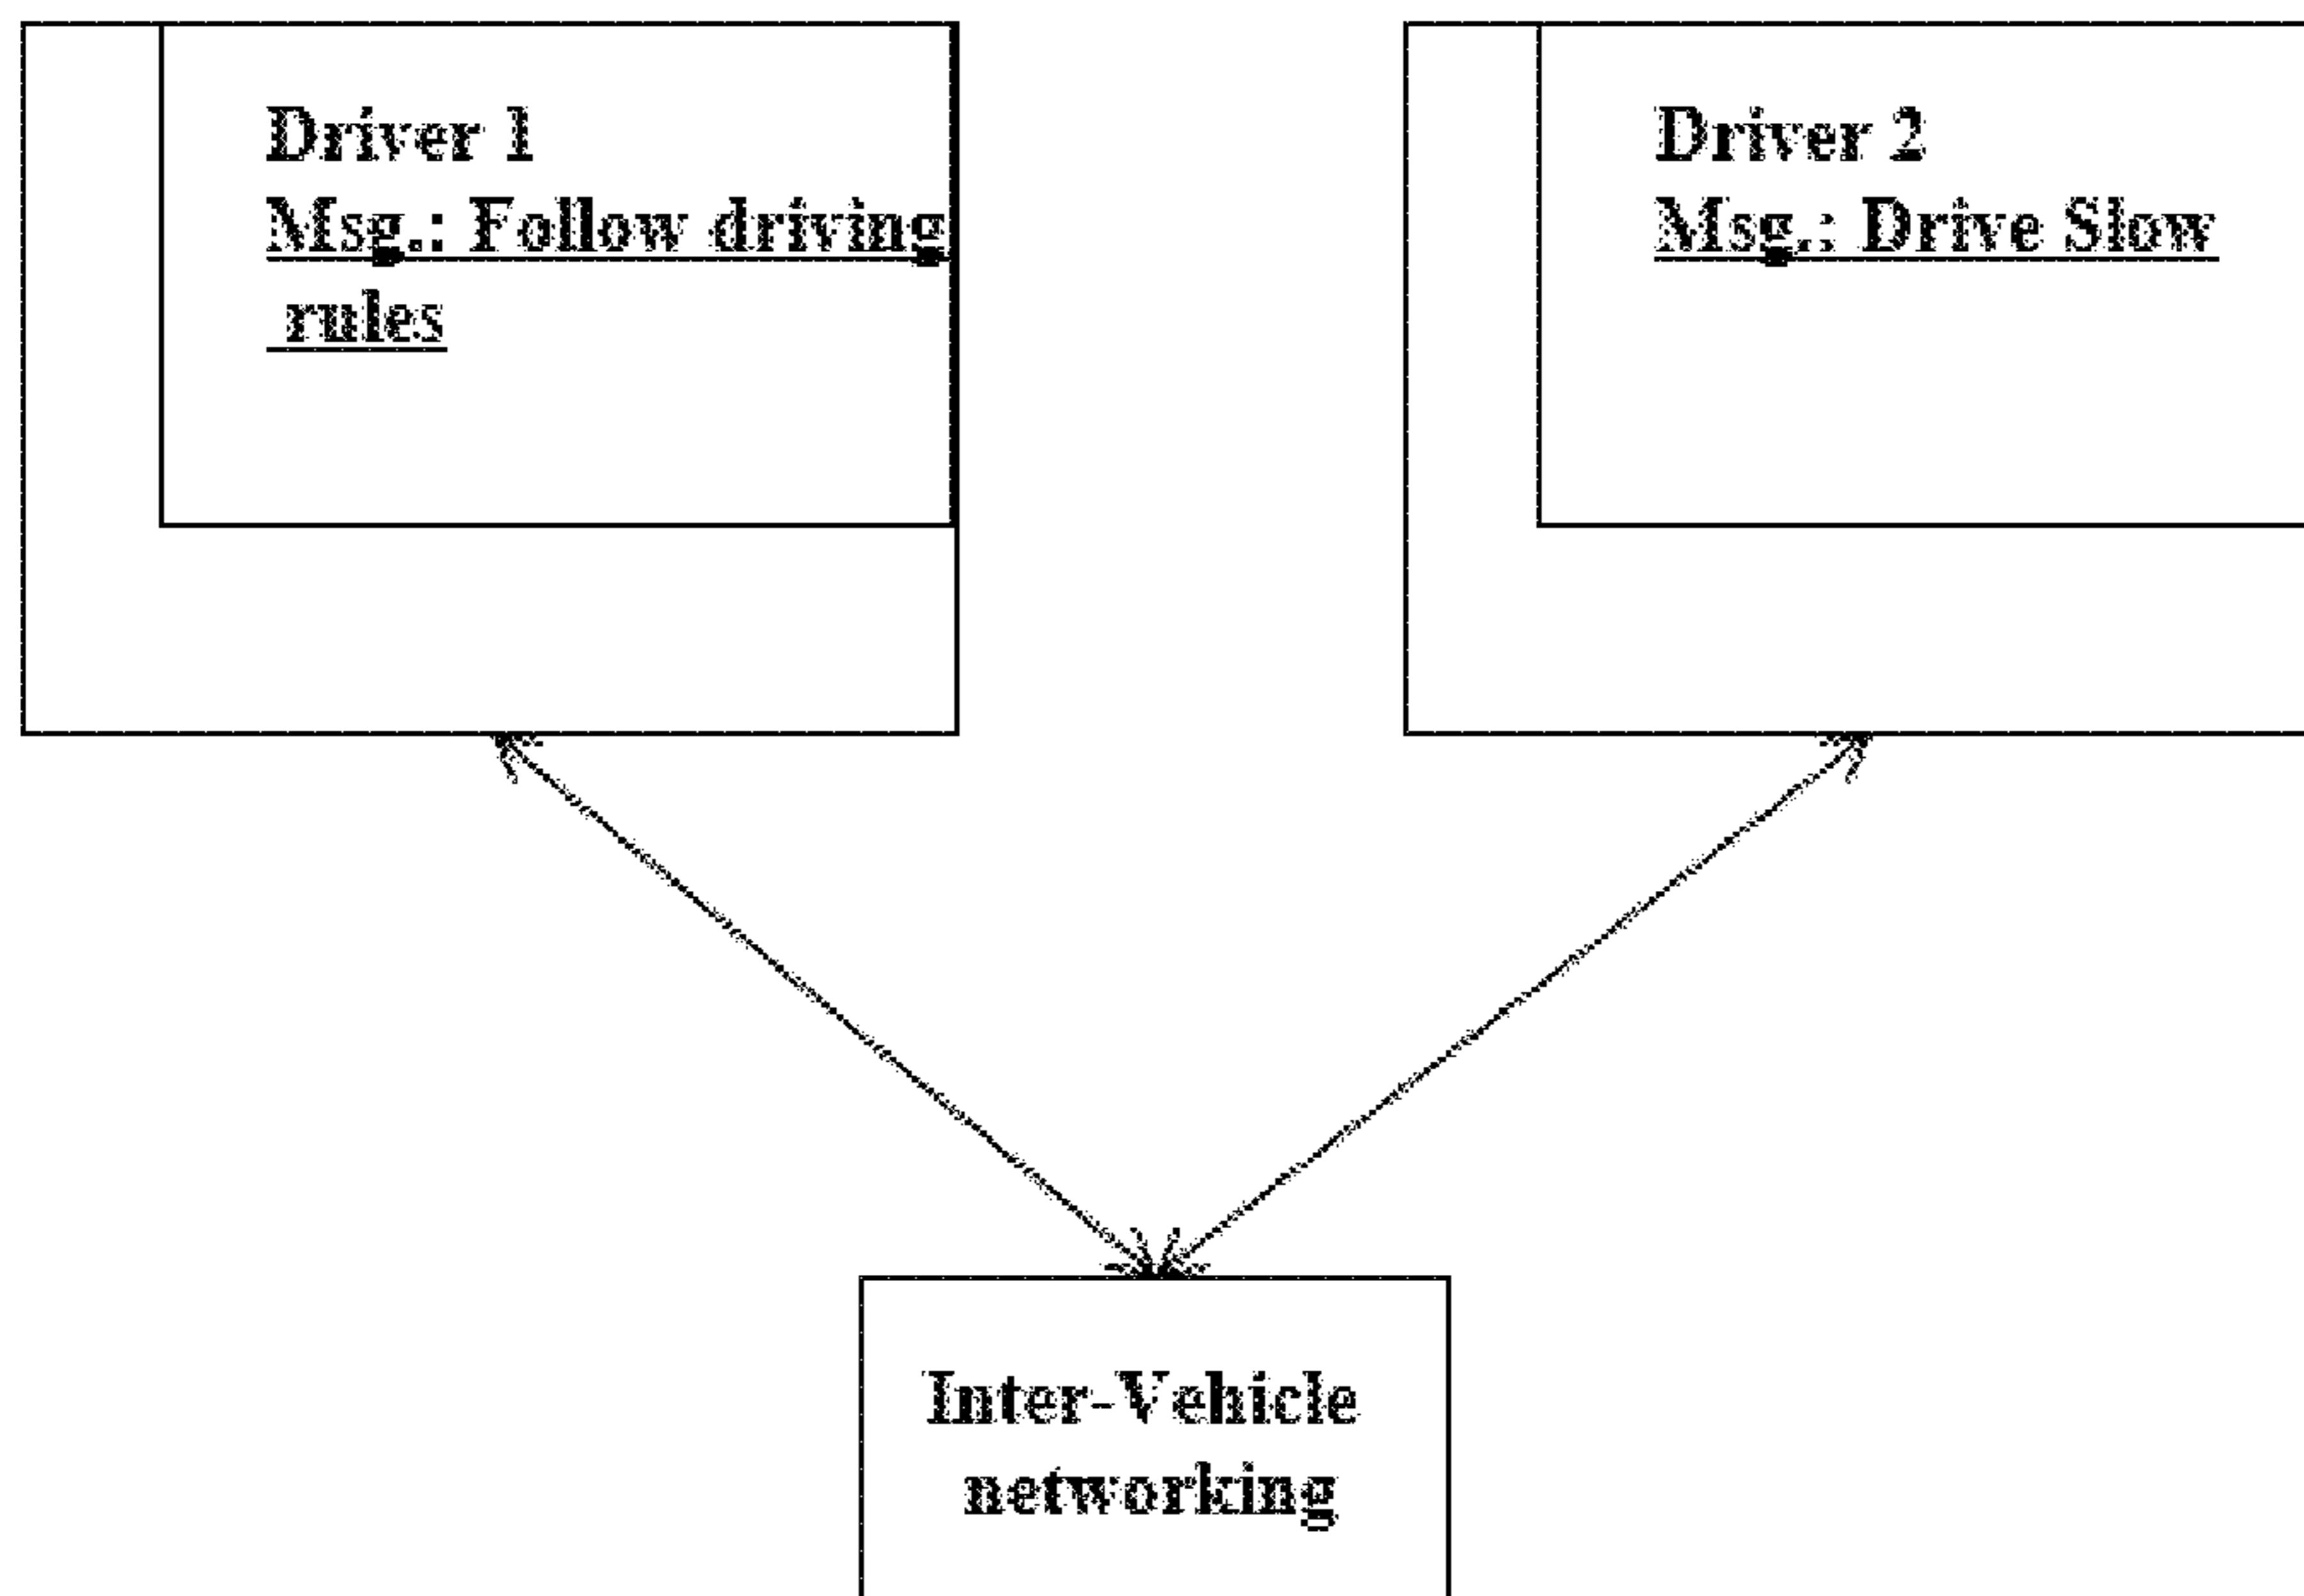 Driver 1
Msg.: Follow driving
rules
Driver 2
Msg.: Drive Slow
Inter-Vehicle
networking